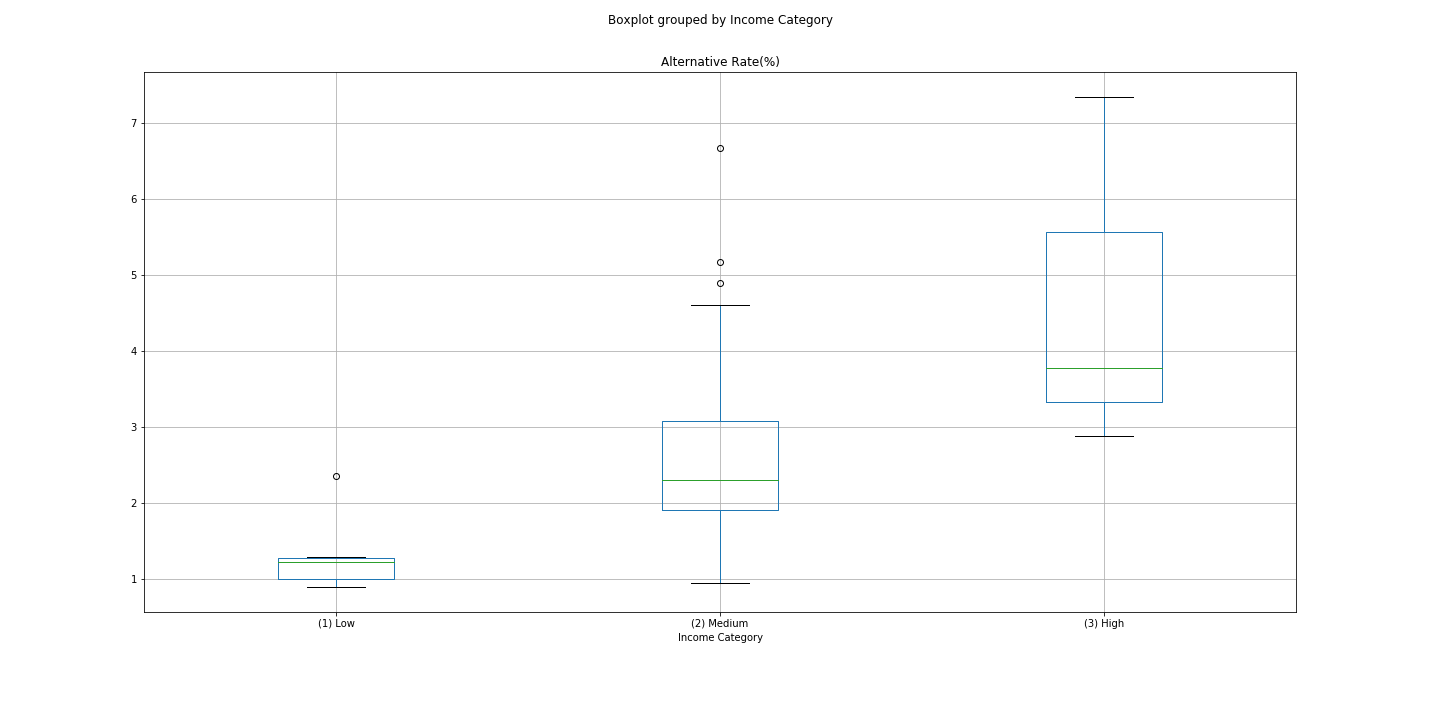 Boxplot grouped by Income Category
Alternative Rate(%)
7
6
5
4
3
2
1
(1) Low
(2) Medium
(3) High
Income Category